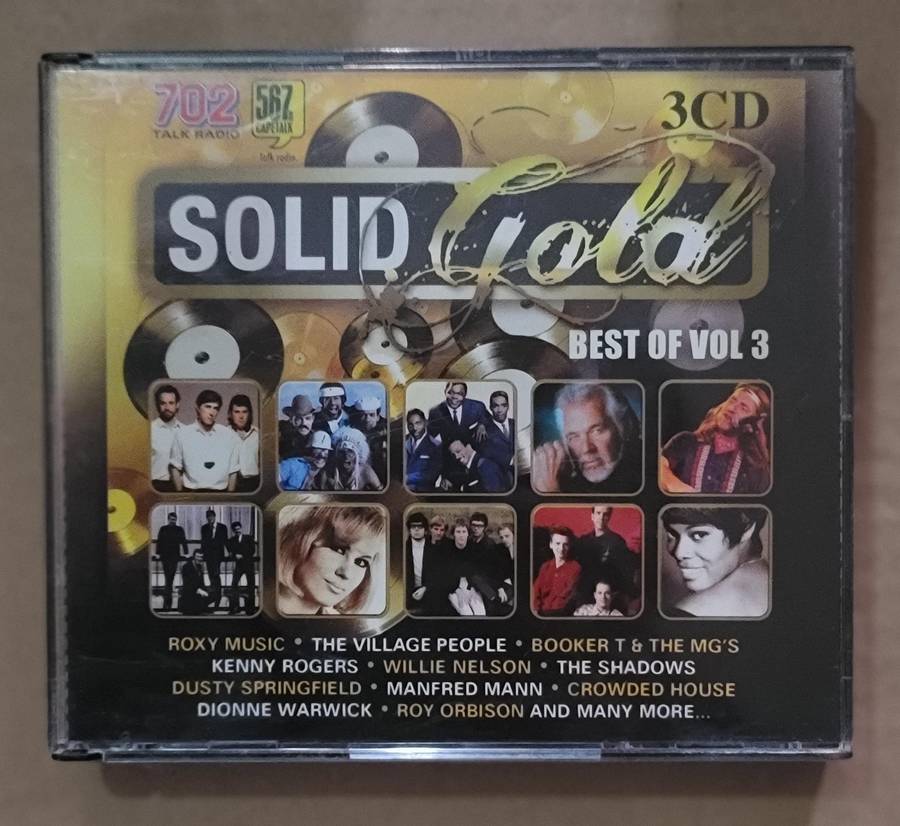 702
TALK RADIO
567
CAPETALK
Talk radio
3CD
SOLID Gold
BEST OF VOL 3
ROXY MUSIC • THE VILLAGE PEOPLE • BOOKER T & THE MG'S
KENNY ROGERS • WILLIE NELSON • THE SHADOWS
DUSTY SPRINGFIELD • MANFRED MANN • CROWDED HOUSE
DIONNE WARWICK • ROY ORBISON AND MANY MORE...